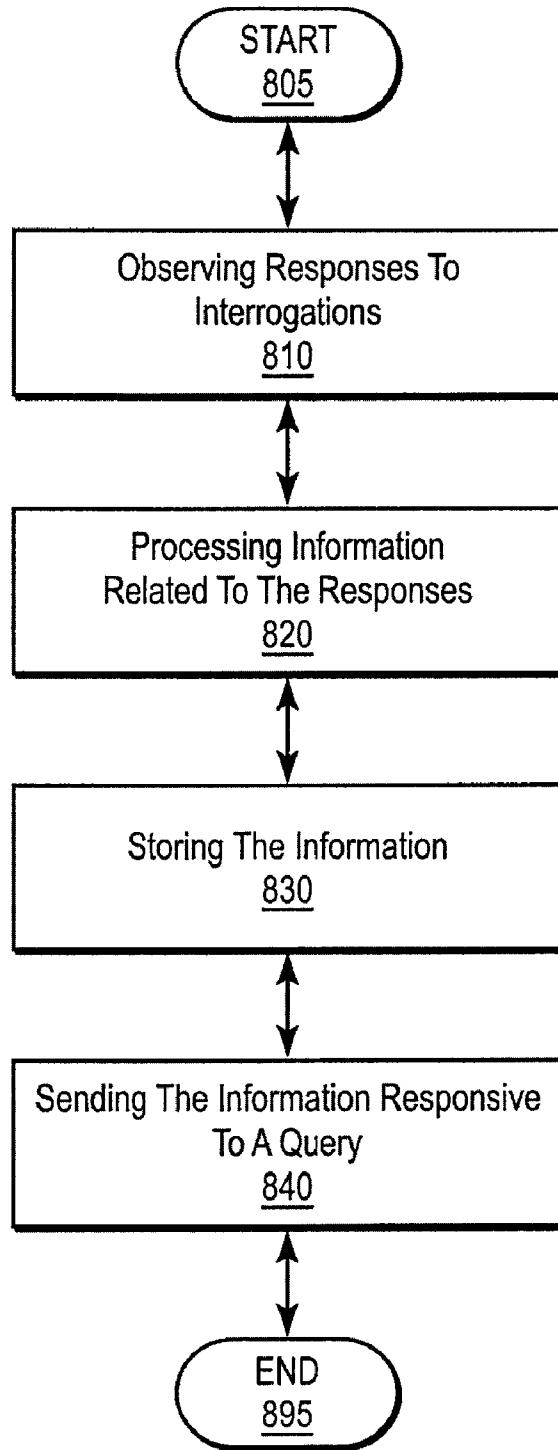 START
805
Observing Responses To
Interrogations
810
Processing Information
Related To The Responses
820
Storing The Information
830
Sending The Information Responsive
To A Query
840
END
895